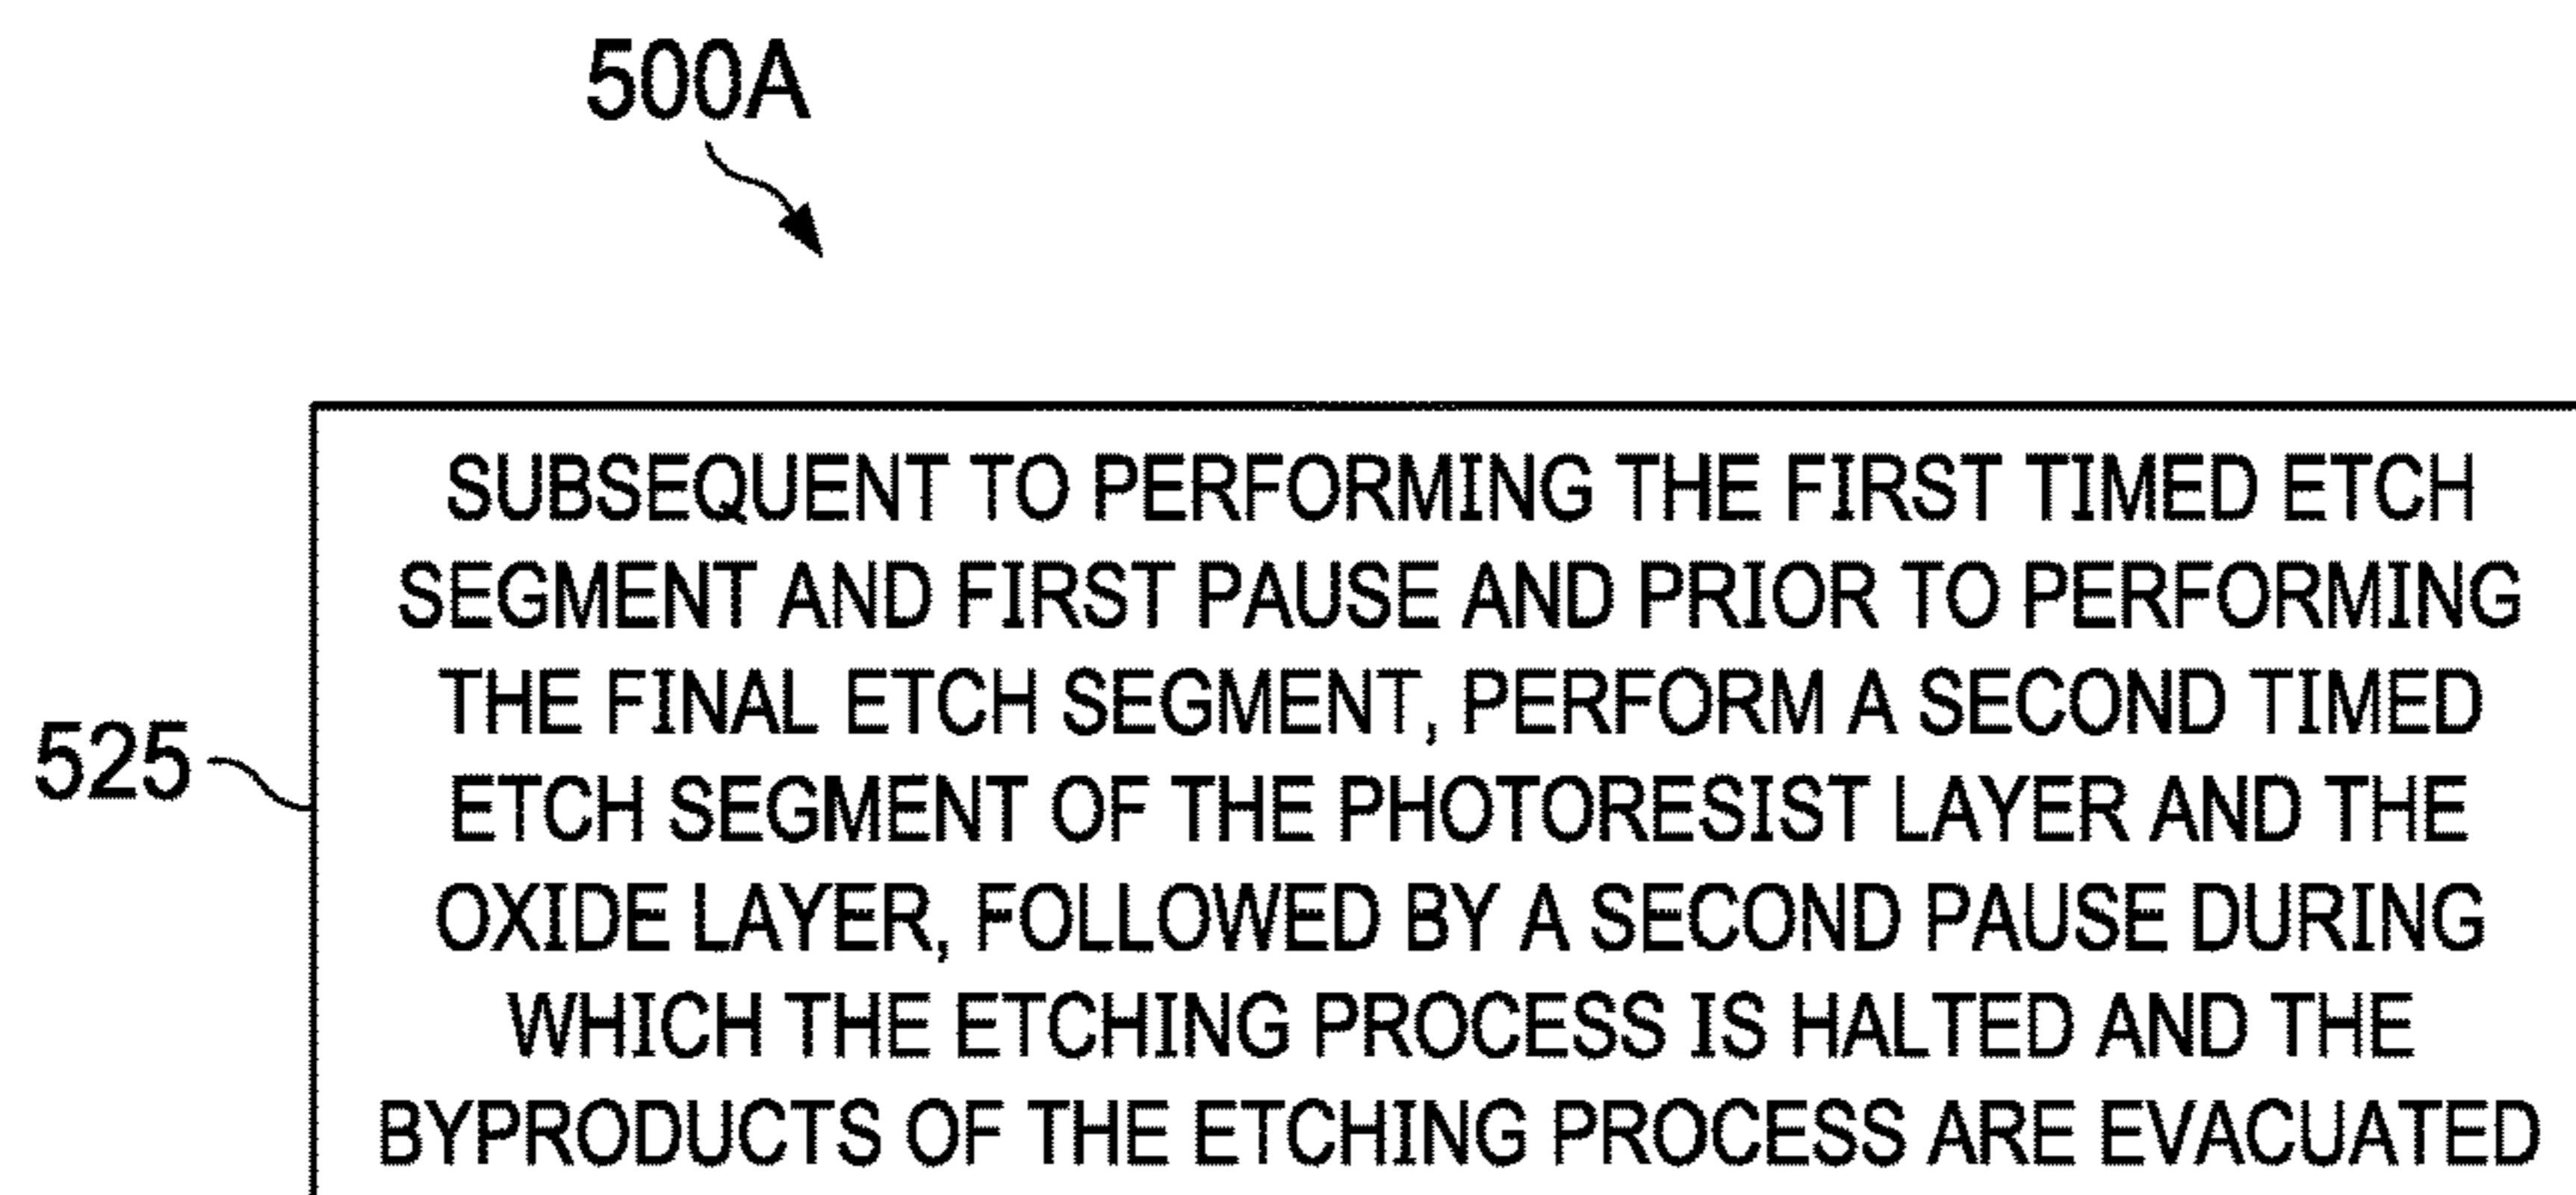 500A
SUBSEQUENT TO PERFORMING THE FIRST TIMED ETCH
SEGMENT AND FIRST PAUSE AND PRIOR TO PERFORMING
THE FINAL ETCH SEGMENT, PERFORM A SECOND TIMED
525
ETCH SEGMENT OF THE PHOTORESIST LAYER AND THE
OXIDE LAYER, FOLLOWED BY A SECOND PAUSE DURING
WHICH THE ETCHING PROCESS IS HALTED AND THE
BYPRODUCTS OF THE ETCHING PROCESS ARE EVACUATED